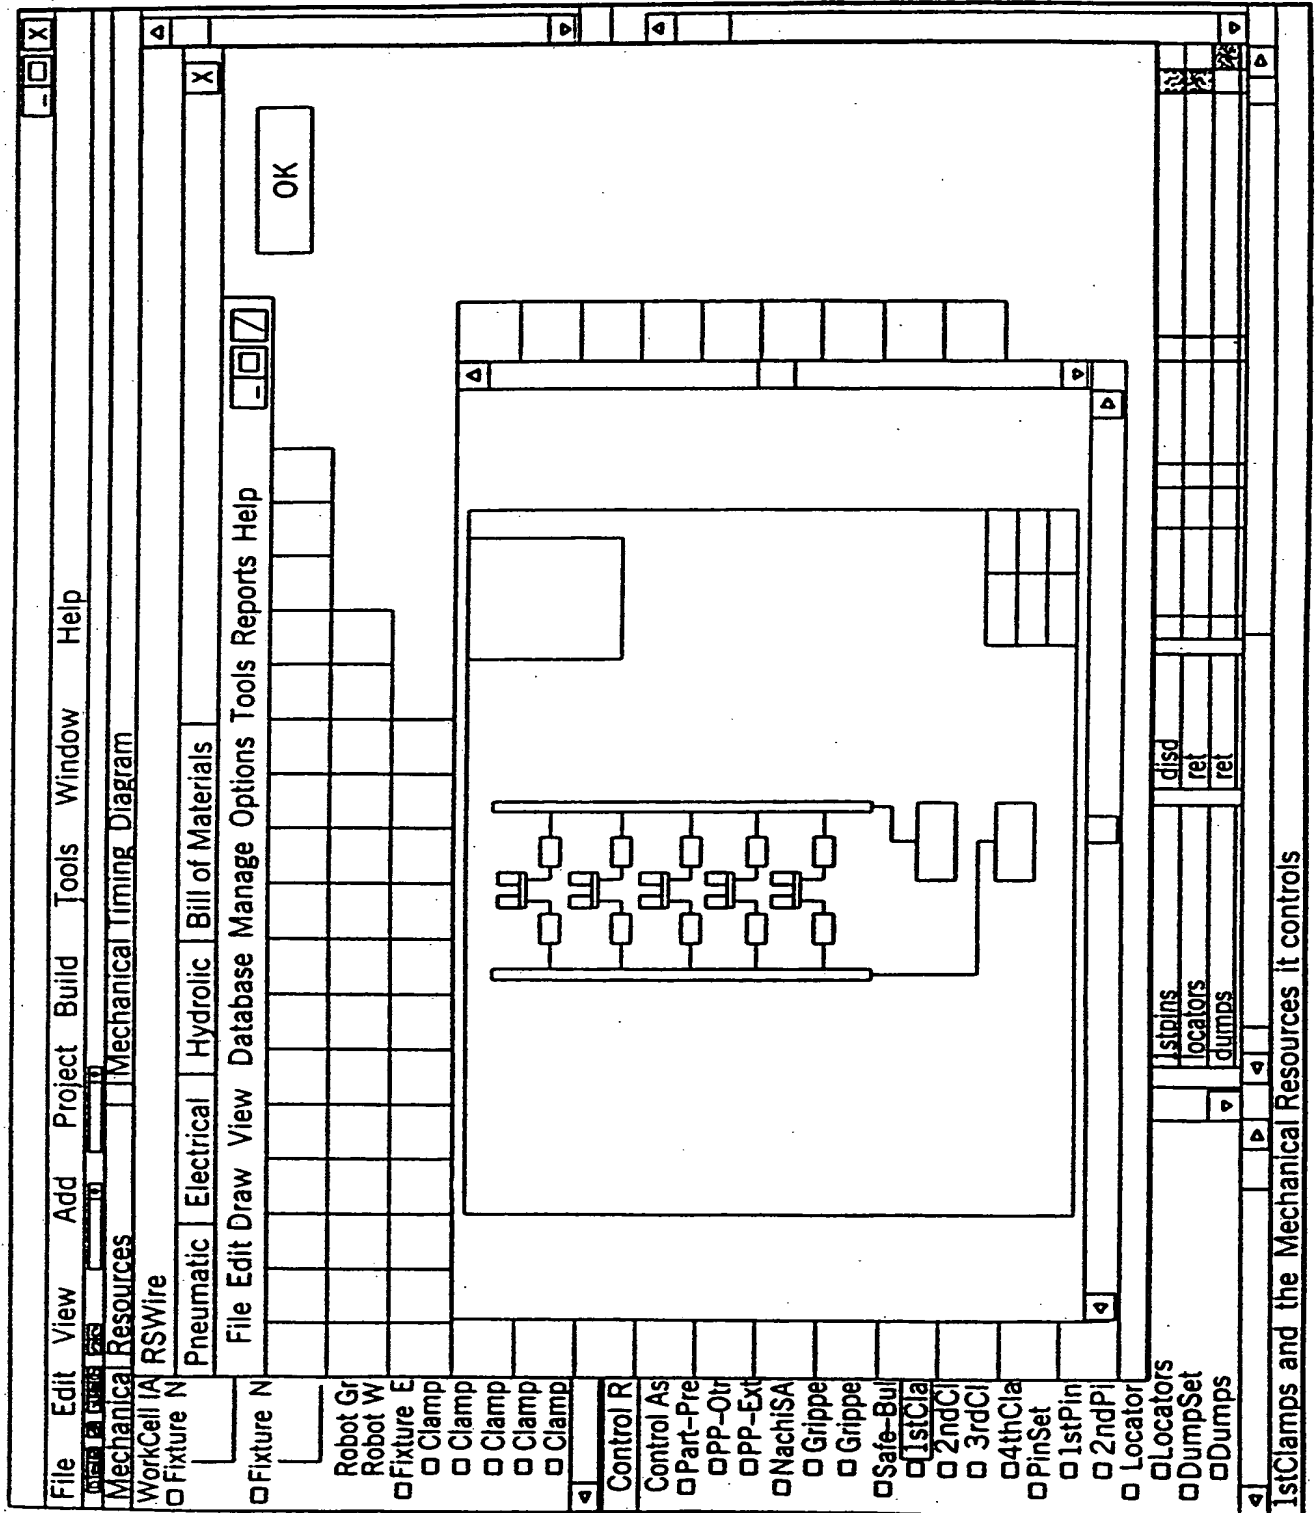 File Edit View Add Project Build Tools Window Help
Mechanical Resources
Mechanical Timing Diagram
WorkCell IA
RSWire
Fixture N
Pneumatic
Electrical
Hydrolic
Bill of Materials
X
File Edit Draw View Database Manage Options Tools Reports Help
OK
Fixture N
Robot Gr
Robot W
Fixture E
Clamp
Clamp
Clamp
Clamp
Clamp
Control R
Control As
Part-Pre
PP-Otr
PP-Ext
NachiSA
Grippe
Grippe
Safe-Bul
1stCla
2ndCl
3rdCl
4thCla
PinSet
1stPin
2ndPi
Locator
Locators
DumpSet
Dumps
1stpins
disd
locators
ret
dumps
ret
1stClamps and the Mechanical Resources it controls